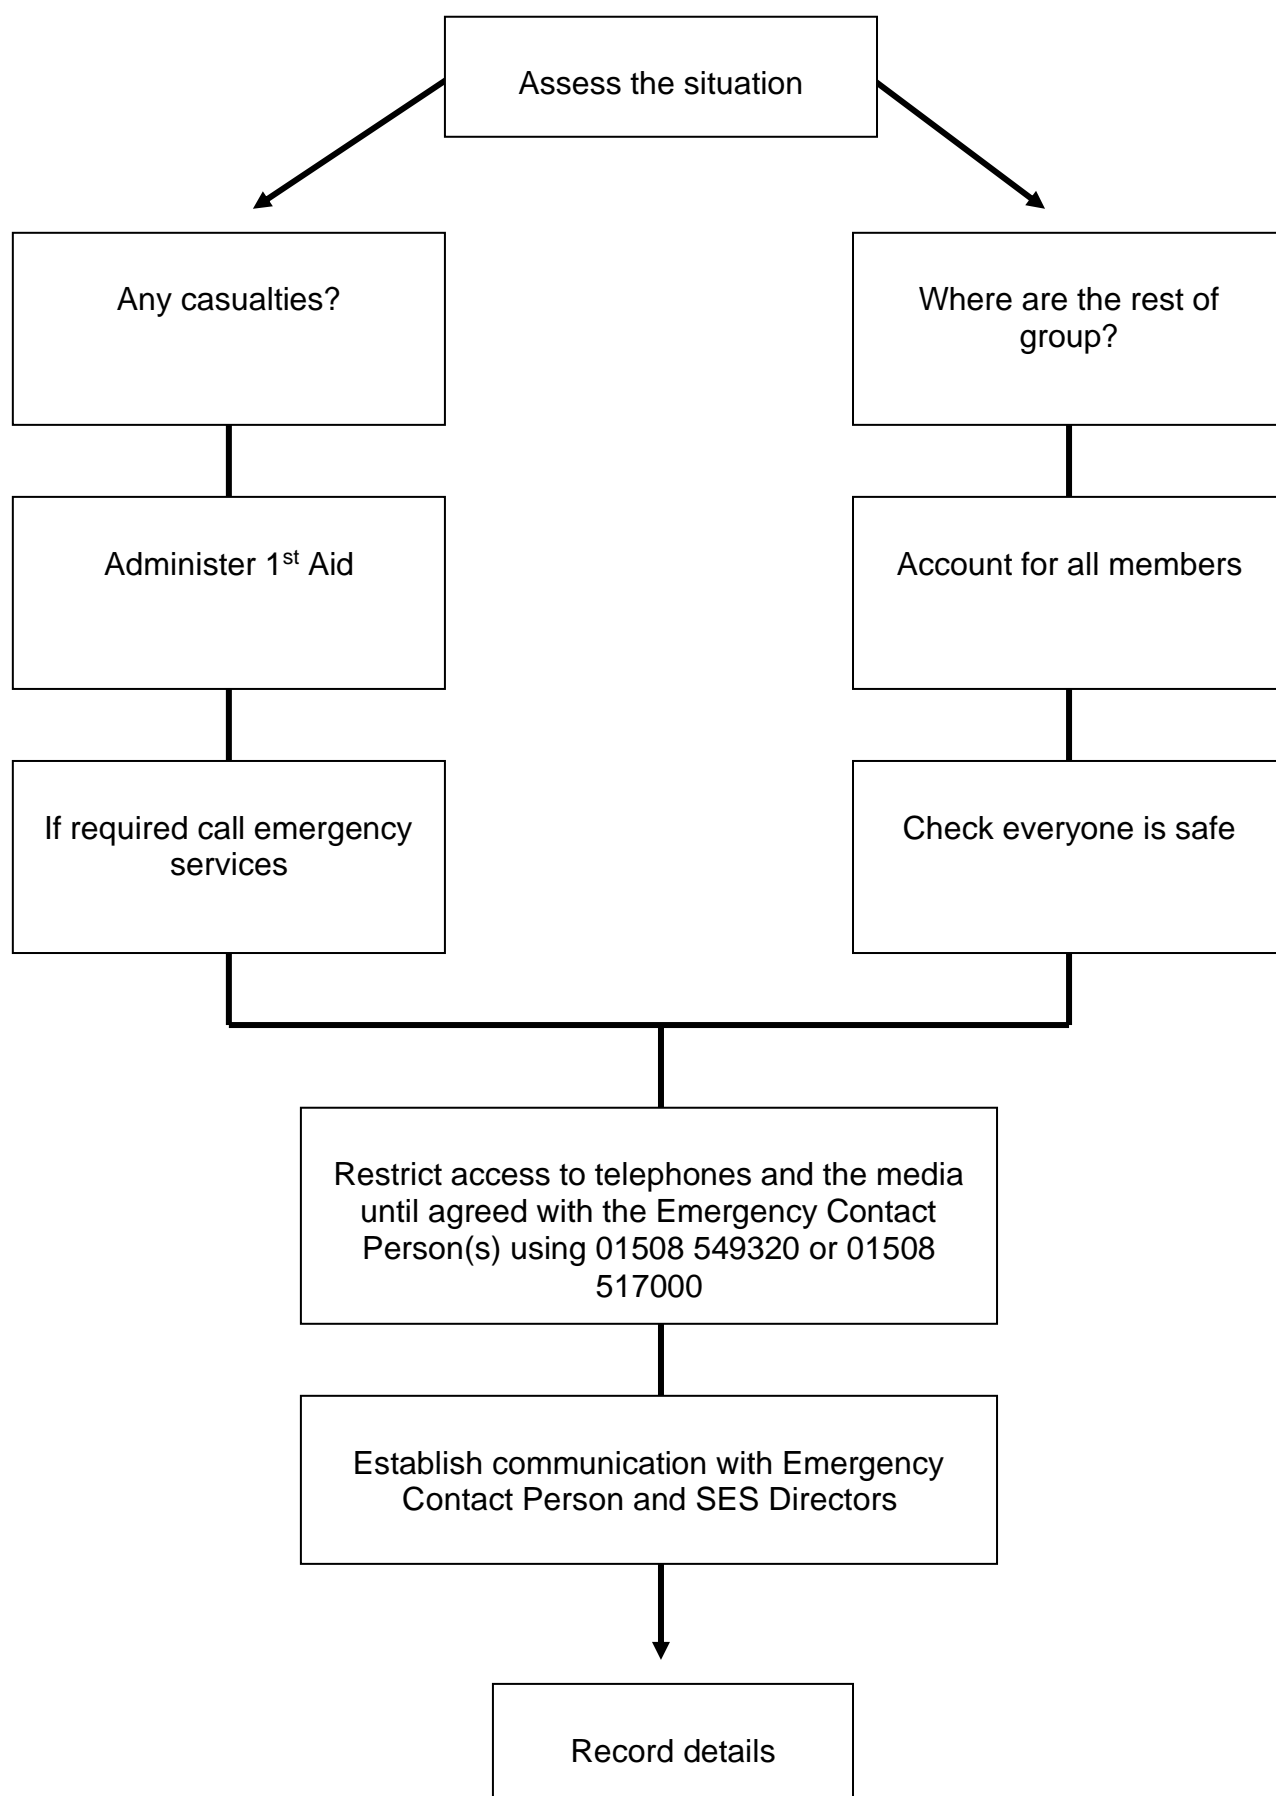 Assess the situation
Any casualties?
Where are the rest of
group?
Administer 1st Aid
Account for all members
If required call emergency
services
Check everyone is safe
Restrict access to telephones and the media
until agreed with the Emergency Contact
Person(s) using 01508 549320 or 01508
517000
Establish communication with Emergency
Contact Person and SES Directors
Record details